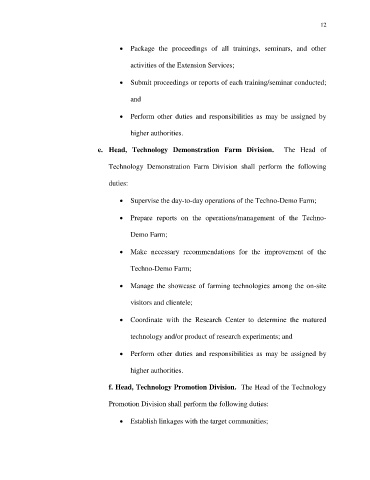 12
• Package the proceedings of all trainings, seminars, and other
activities of the Extension Services;
• Submit proceedings or reports of each training/seminar conducted;
and
• Perform other duties and responsibilities as may be assigned by
higher authorities.
e. Head, Technology Demonstration Farm Division. The Head of
Technology Demonstration Farm Division shall perform the following
duties:
• Supervise the day-to-day operations of the Techno-Demo Farm;
• Prepare reports on the operations/management of the Techno-
Demo Farm;
• Make necessary recommendations for the improvement of the
Techno-Demo Farm;
• Manage the showcase of farming technologies among the on-site
visitors and clientele;
• Coordinate with the Research Center to determine the matured
technology and/or product of research experiments; and
• Perform other duties and responsibilities as may be assigned by
higher authorities.
f. Head, Technology Promotion Division. The Head of the Technology
Promotion Division shall perform the following duties:
• Establish linkages with the target communities;